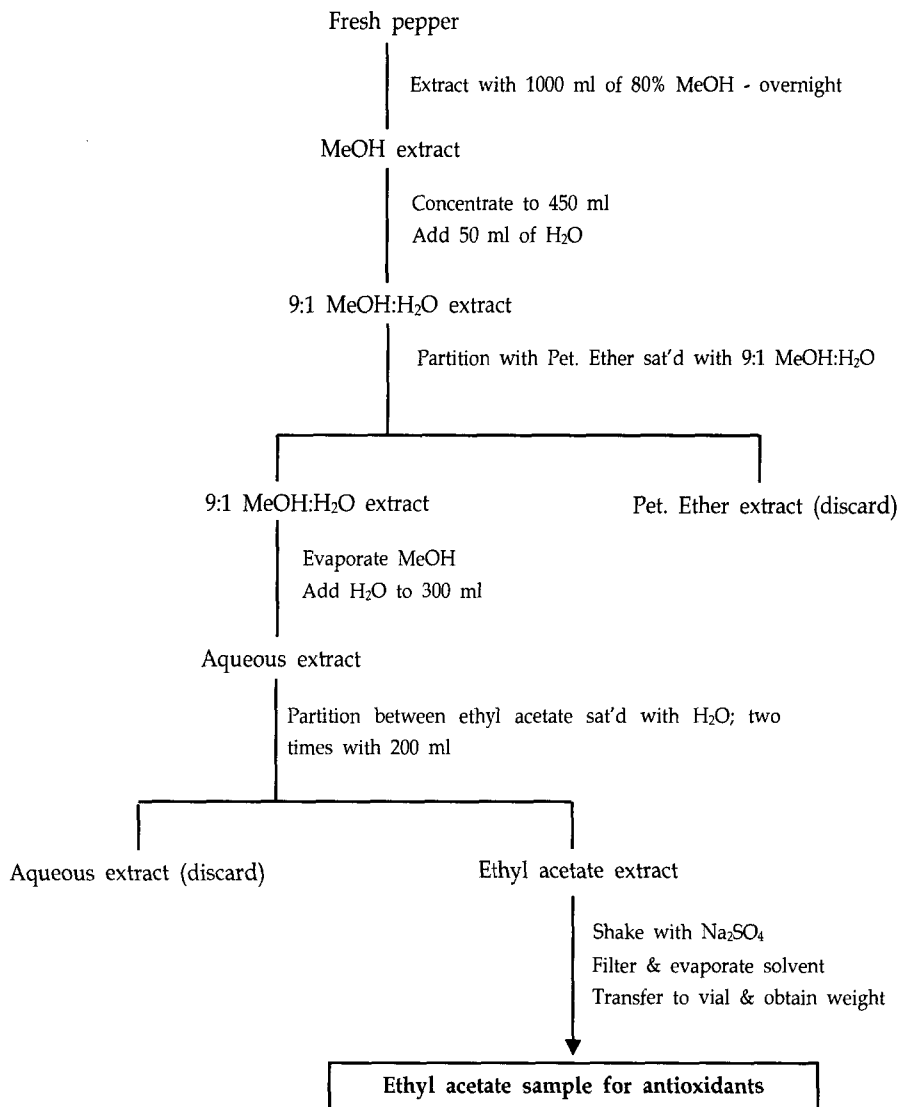 Fresh pepper
Extract with 1000 ml of 80% MeOH - overnight
MeOH extract
Concentrate to 450 ml
Add 50 ml of H₂O
9:1 MeOH:H₂O extract
Partition with Pet. Ether sat'd with 9:1 MeOH:H₂O
9:1 MeOH:H₂O extract
Pet. Ether extract (discard)
Evaporate MeOH
Add H₂O to 300 ml
Aqueous extract
Partition between ethyl acetate sat'd with H₂O; two
times with 200 ml
Aqueous extract (discard)
Ethyl acetate extract
Shake with Na₂SO₄
Filter & evaporate solvent
Transfer to vial & obtain weight
Ethyl acetate sample for antioxidants